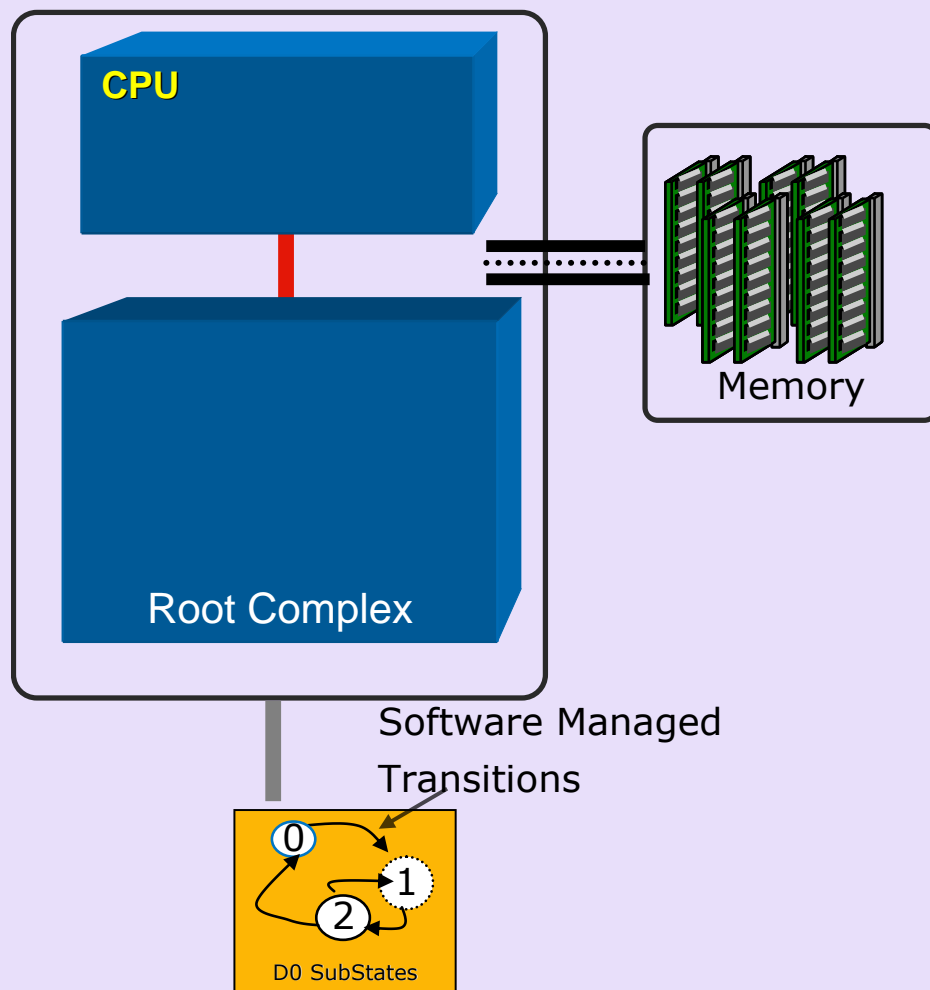 CPU
Memory
Root Complex
Software Managed
Transitions
0
1
2
D0 SubStates